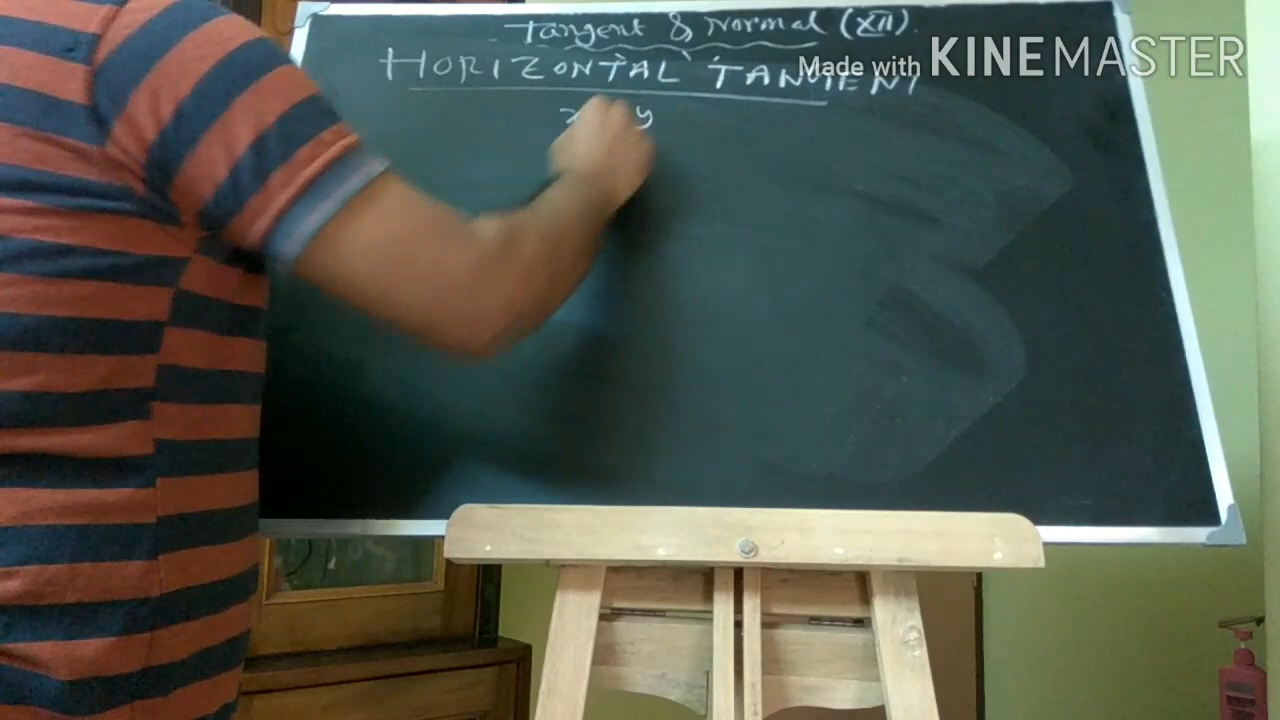 Tangent & Normal (XII)
HORIZONTAL TANGENT
Made with KINEMASTER
x y